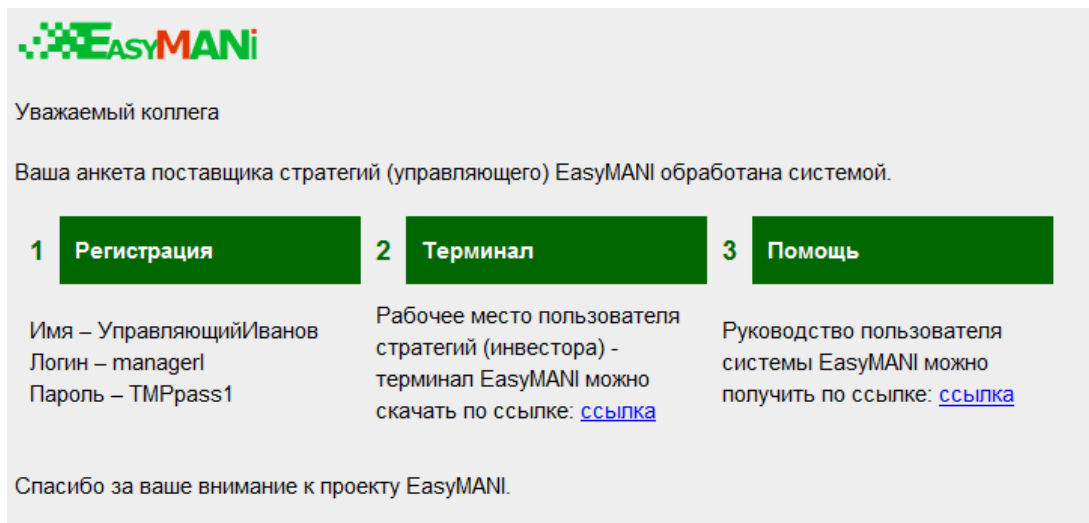 EASYMANi
Уважаемый коллега
Ваша анкета поставщика стратегий (управляющего) EasyMANI обработана системой.
1 Регистрация
Имя – УправляющийИванов
Логин – managerI
Пароль – TMPpass1
2 Терминал
Рабочее место пользователя
стратегий (инвестора) -
терминал EasyMANI можно
скачать по ссылке: ссылка
3 Помощь
Руководство пользователя
системы EasyMANI можно
получить по ссылке: ссылка
Спасибо за ваше внимание к проекту EasyMANI.